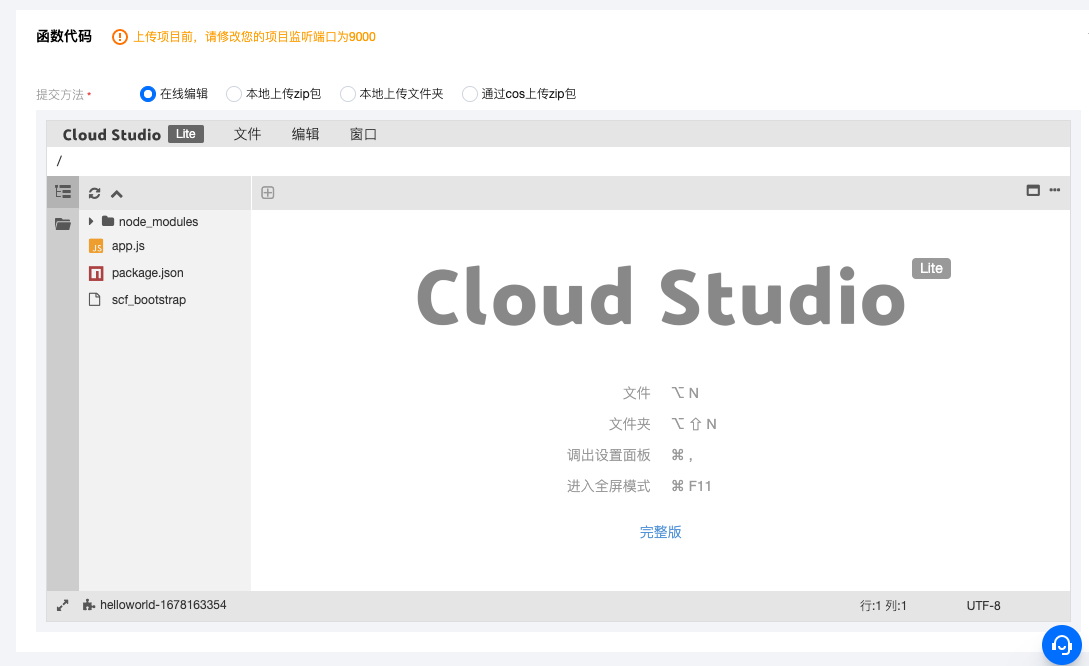 函数代码 上传项目前，请修改您的项目监听端口为9000
提交方法 * 在线编辑 本地上传zip包 本地上传文件夹 通过cos上传zip包
Cloud Studio Lite 文件 编辑 窗口
/
node_modules
JS app.js
package.json
scf_bootstrap
Cloud Studio Lite
文件 ⌥ N
文件夹 ⌥ ⇧ N
调出设置面板 ⌘ ,
进入全屏模式 ⌘ F11
完整版
helloworld-1678163354 行:1 列:1 UTF-8